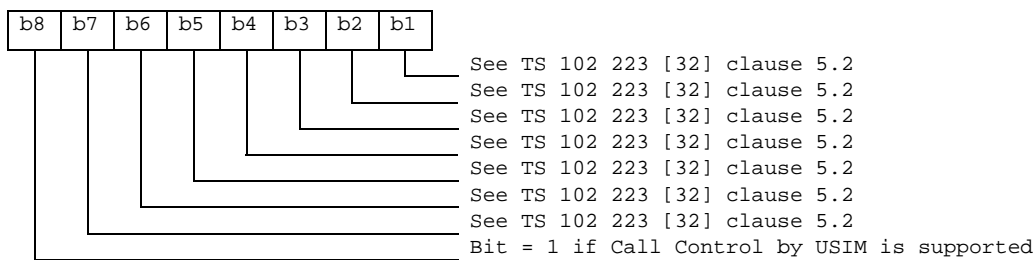 b8 b7 b6 b5 b4 b3 b2 b1
See TS 102 223 [32] clause 5.2
See TS 102 223 [32] clause 5.2
See TS 102 223 [32] clause 5.2
See TS 102 223 [32] clause 5.2
See TS 102 223 [32] clause 5.2
See TS 102 223 [32] clause 5.2
See TS 102 223 [32] clause 5.2
Bit = 1 if Call Control by USIM is supported